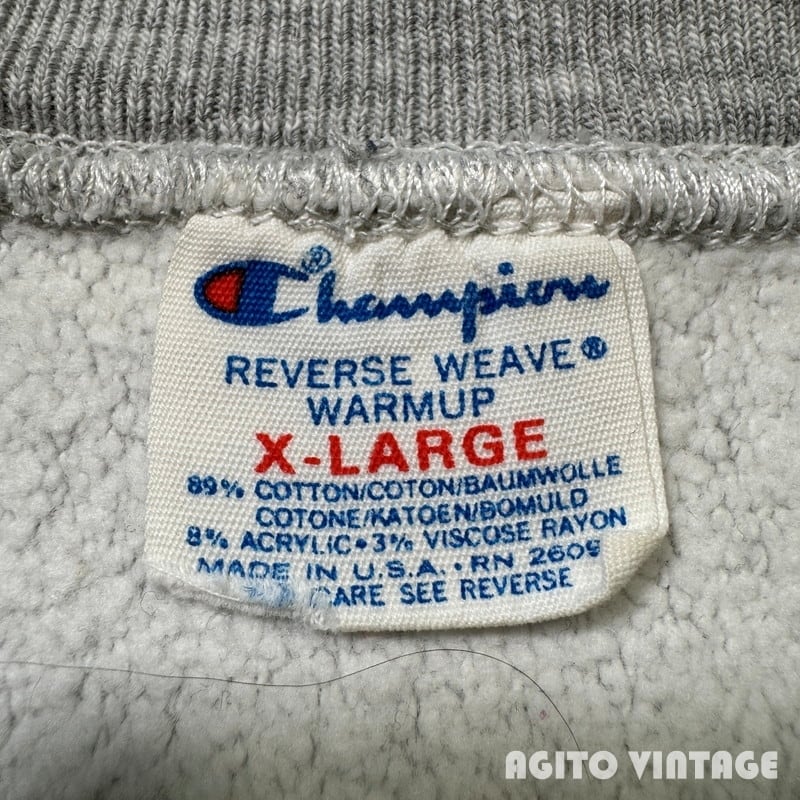 Champion®
REVERSE WEAVE®
WARMUP
X-LARGE
89% COTTON/COTON/BAUMWOLLE
COTONE/KATOEN/BOMULD
8% ACRYLIC•3% VISCOSE RAYON
MADE IN U.S.A. • RN 2609
CARE SEE REVERSE
AGITO VINTAGE